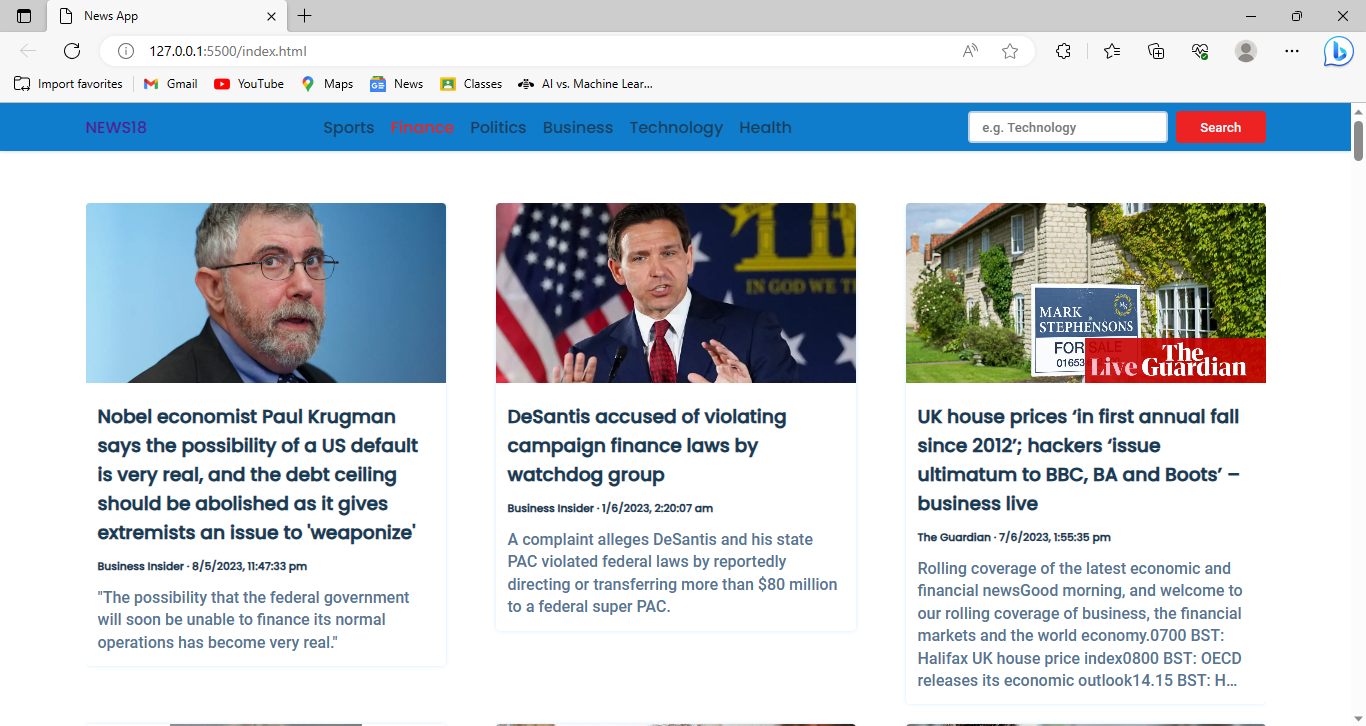 News App
127.0.0.1:5500/index.html
Import favorites Gmail YouTube Maps News Classes AI vs. Machine Lear...
NEWS18 Sports Finance Politics Business Technology Health e.g. Technology Search
IN GOD WE T
MARK
STEPHENSONS
FOR SALE
01653
Live The Guardian
Nobel economist Paul Krugman
says the possibility of a US default
is very real, and the debt ceiling
should be abolished as it gives
extremists an issue to 'weaponize'
Business Insider · 8/5/2023, 11:47:33 pm
"The possibility that the federal government
will soon be unable to finance its normal
operations has become very real."
DeSantis accused of violating
campaign finance laws by
watchdog group
Business Insider · 1/6/2023, 2:20:07 am
A complaint alleges DeSantis and his state
PAC violated federal laws by reportedly
directing or transferring more than $80 million
to a federal super PAC.
UK house prices ‘in first annual fall
since 2012’; hackers ‘issue
ultimatum to BBC, BA and Boots’ –
business live
The Guardian · 7/6/2023, 1:55:35 pm
Rolling coverage of the latest economic and
financial newsGood morning, and welcome to
our rolling coverage of business, the financial
markets and the world economy.0700 BST:
Halifax UK house price index0800 BST: OECD
releases its economic outlook14.15 BST: H...